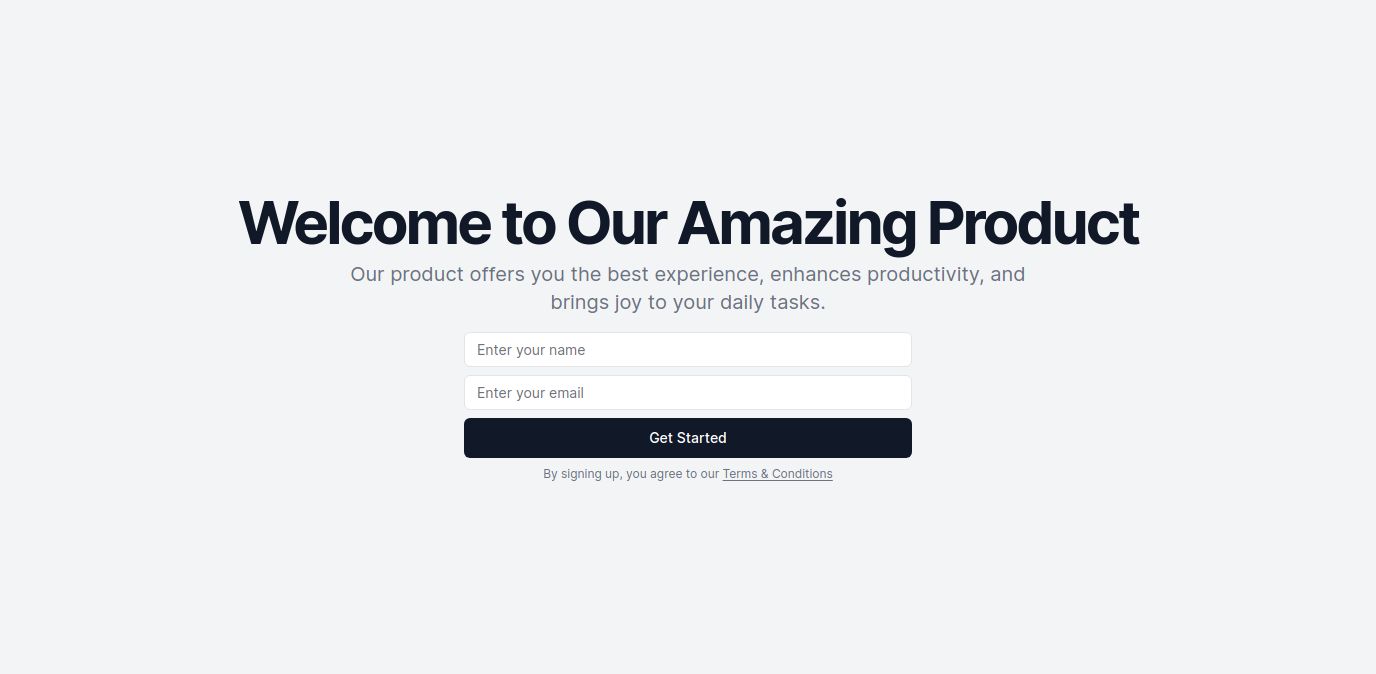 Welcome to Our Amazing Product
Our product offers you the best experience, enhances productivity, and
brings joy to your daily tasks.
Enter your name
Enter your email
Get Started
By signing up, you agree to our Terms & Conditions